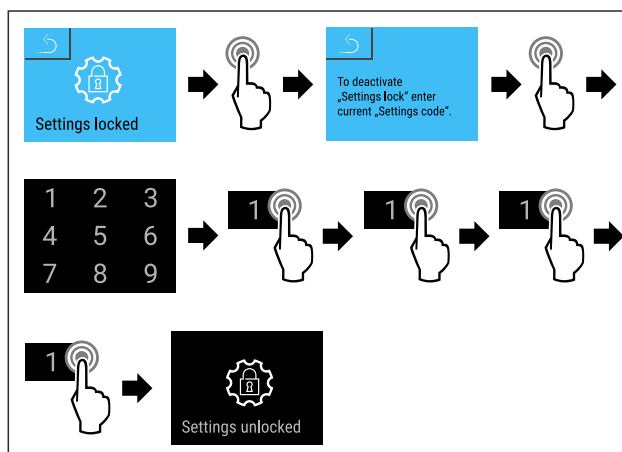 Settings locked
To deactivate
„Settings lock“ enter
current „Settings code“.
1 2 3
4 5 6
7 8 9
1
1
1
1
Settings unlocked